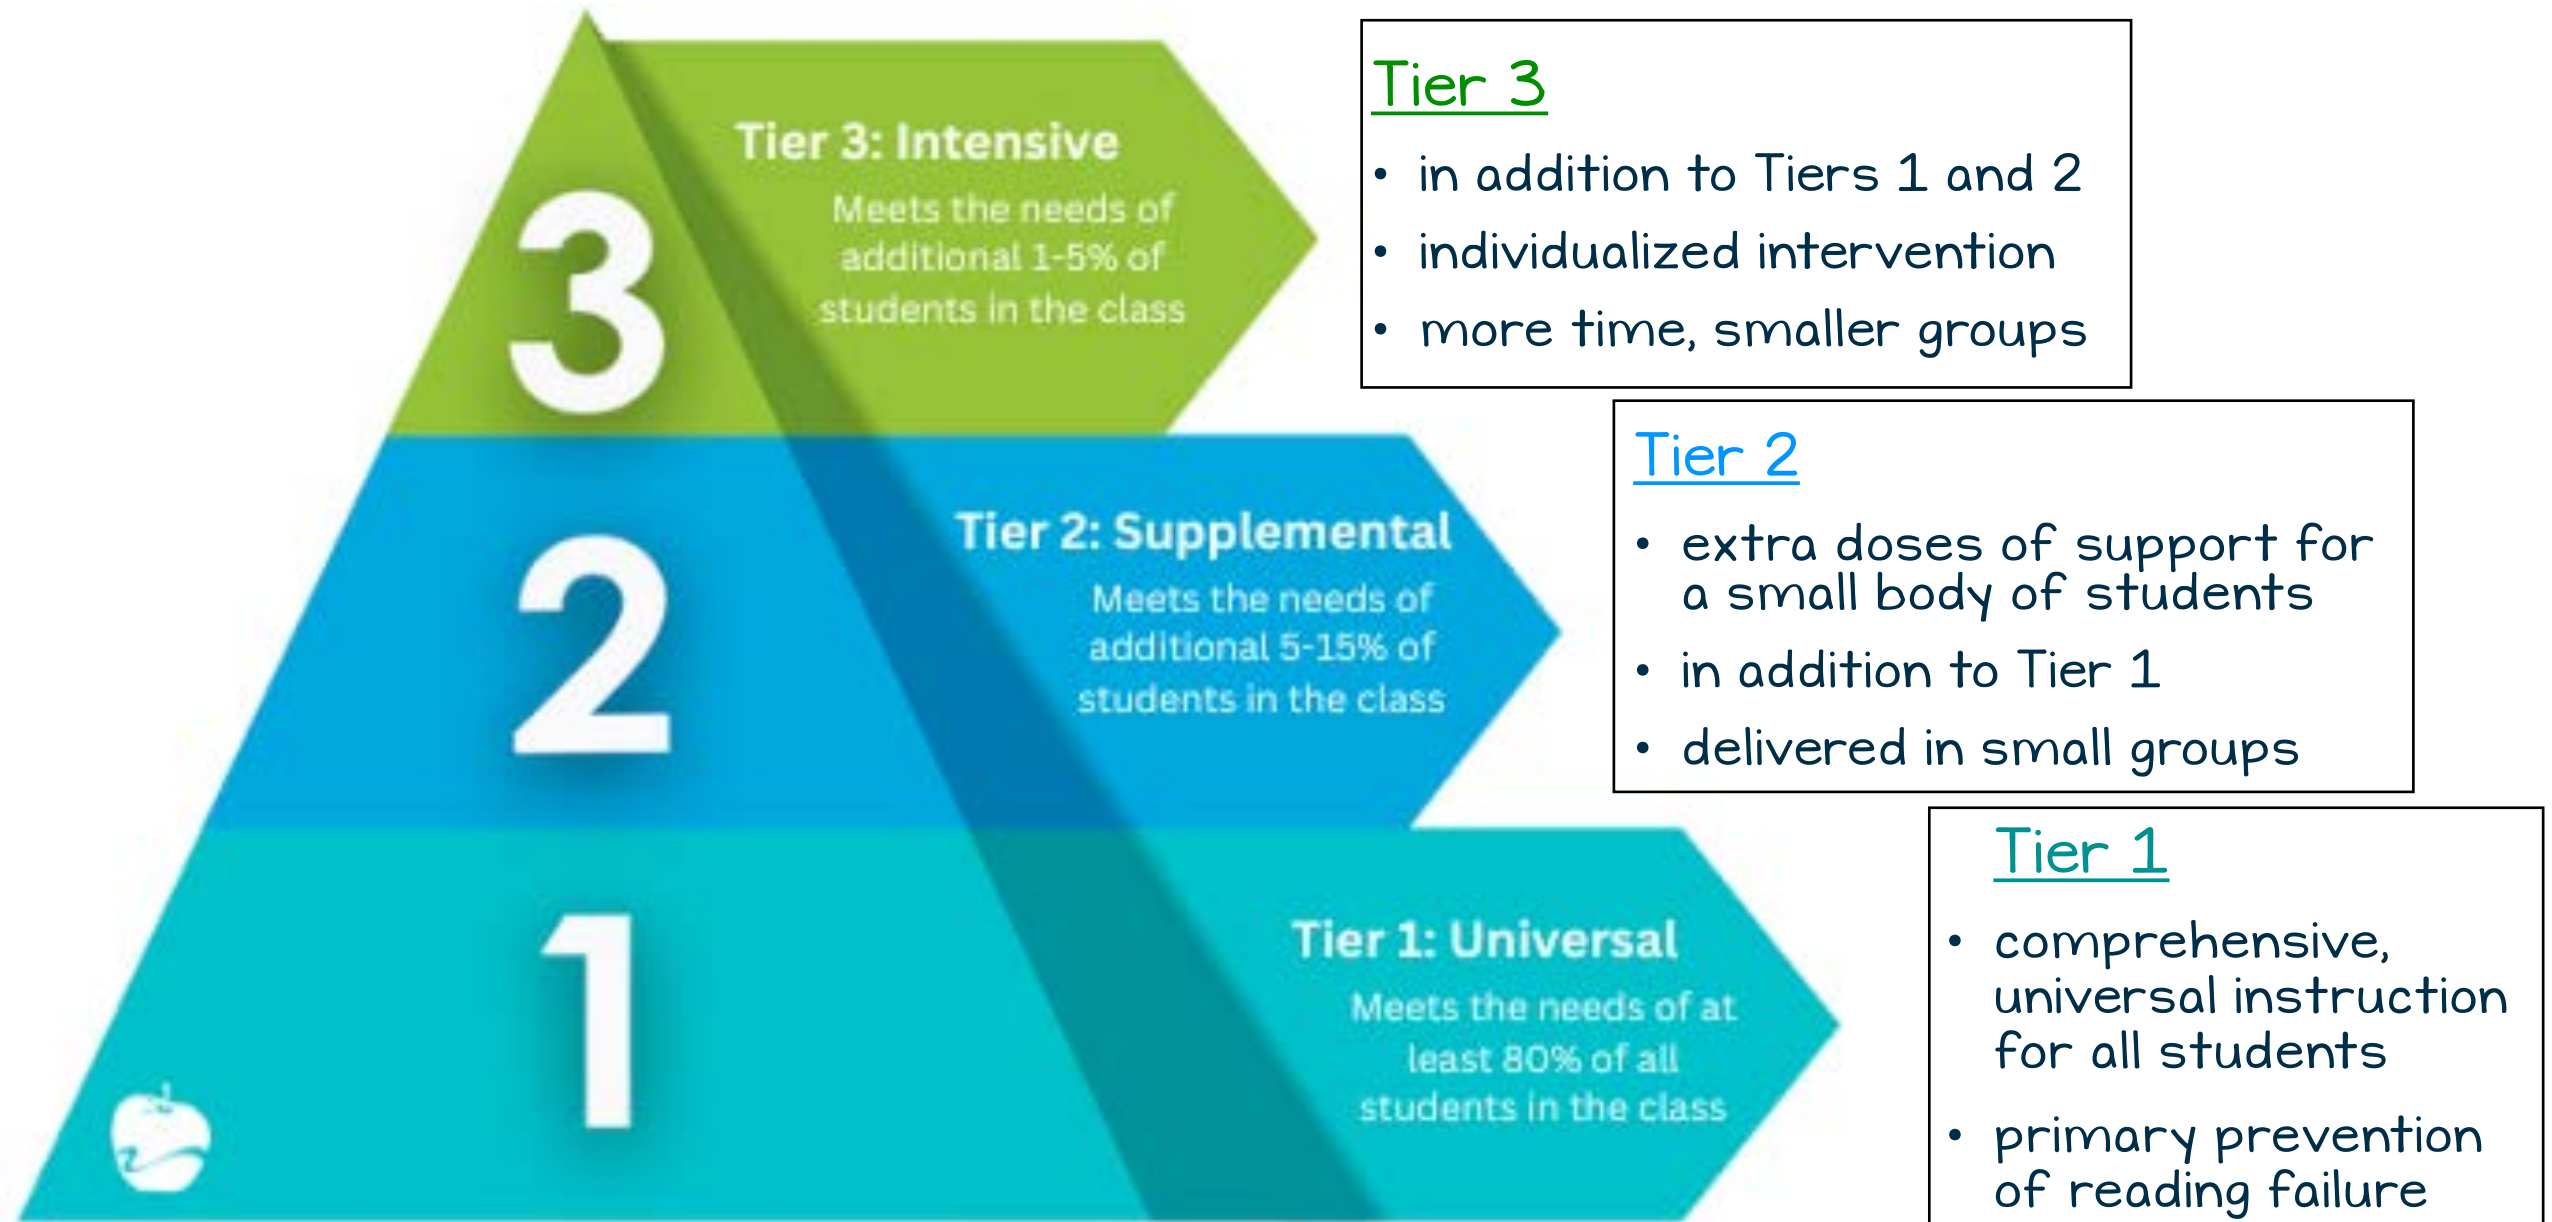 3
Tier 3: Intensive
Meets the needs of
additional 1-5% of
students in the class
Tier 3
• in addition to Tiers 1 and 2
• individualized intervention
• more time, smaller groups
2
Tier 2: Supplemental
Meets the needs of
additional 5-15% of
students in the class
Tier 2
• extra doses of support for
a small body of students
• in addition to Tier 1
• delivered in small groups
1
Tier 1: Universal
Meets the needs of at
least 80% of all
students in the class
Tier 1
• comprehensive,
universal instruction
for all students
• primary prevention
of reading failure